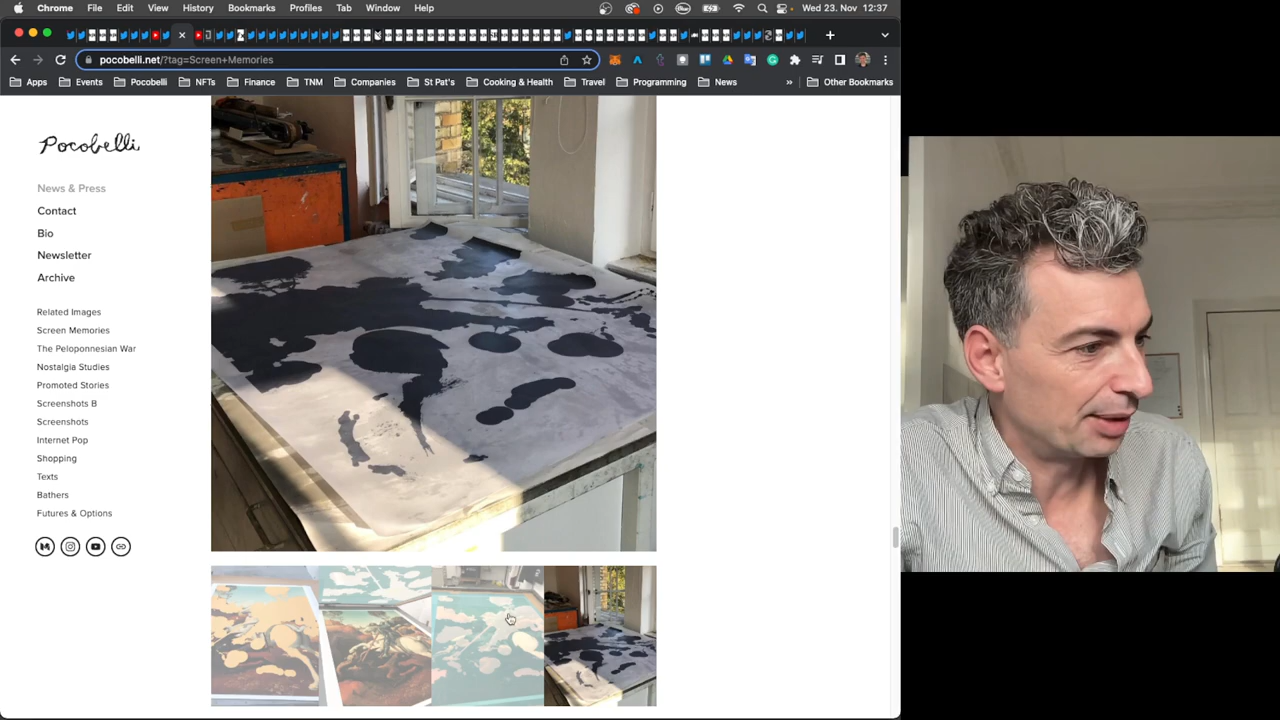 Chrome File Edit View History Bookmarks Profiles Tab Window Help Wed 23. Nov 12:37
pocobelli.net/?tag=Screen+Memories
Apps Events Pocobelli NFTs Finance TNM Companies St Pat's Cooking & Health Travel Programming News » Other Bookmarks
Pocobelli
News & Press
Contact
Bio
Newsletter
Archive
Related Images
Screen Memories
The Peloponnesian War
Nostalgia Studies
Promoted Stories
Screenshots B
Screenshots
Internet Pop
Shopping
Texts
Bathers
Futures & Options